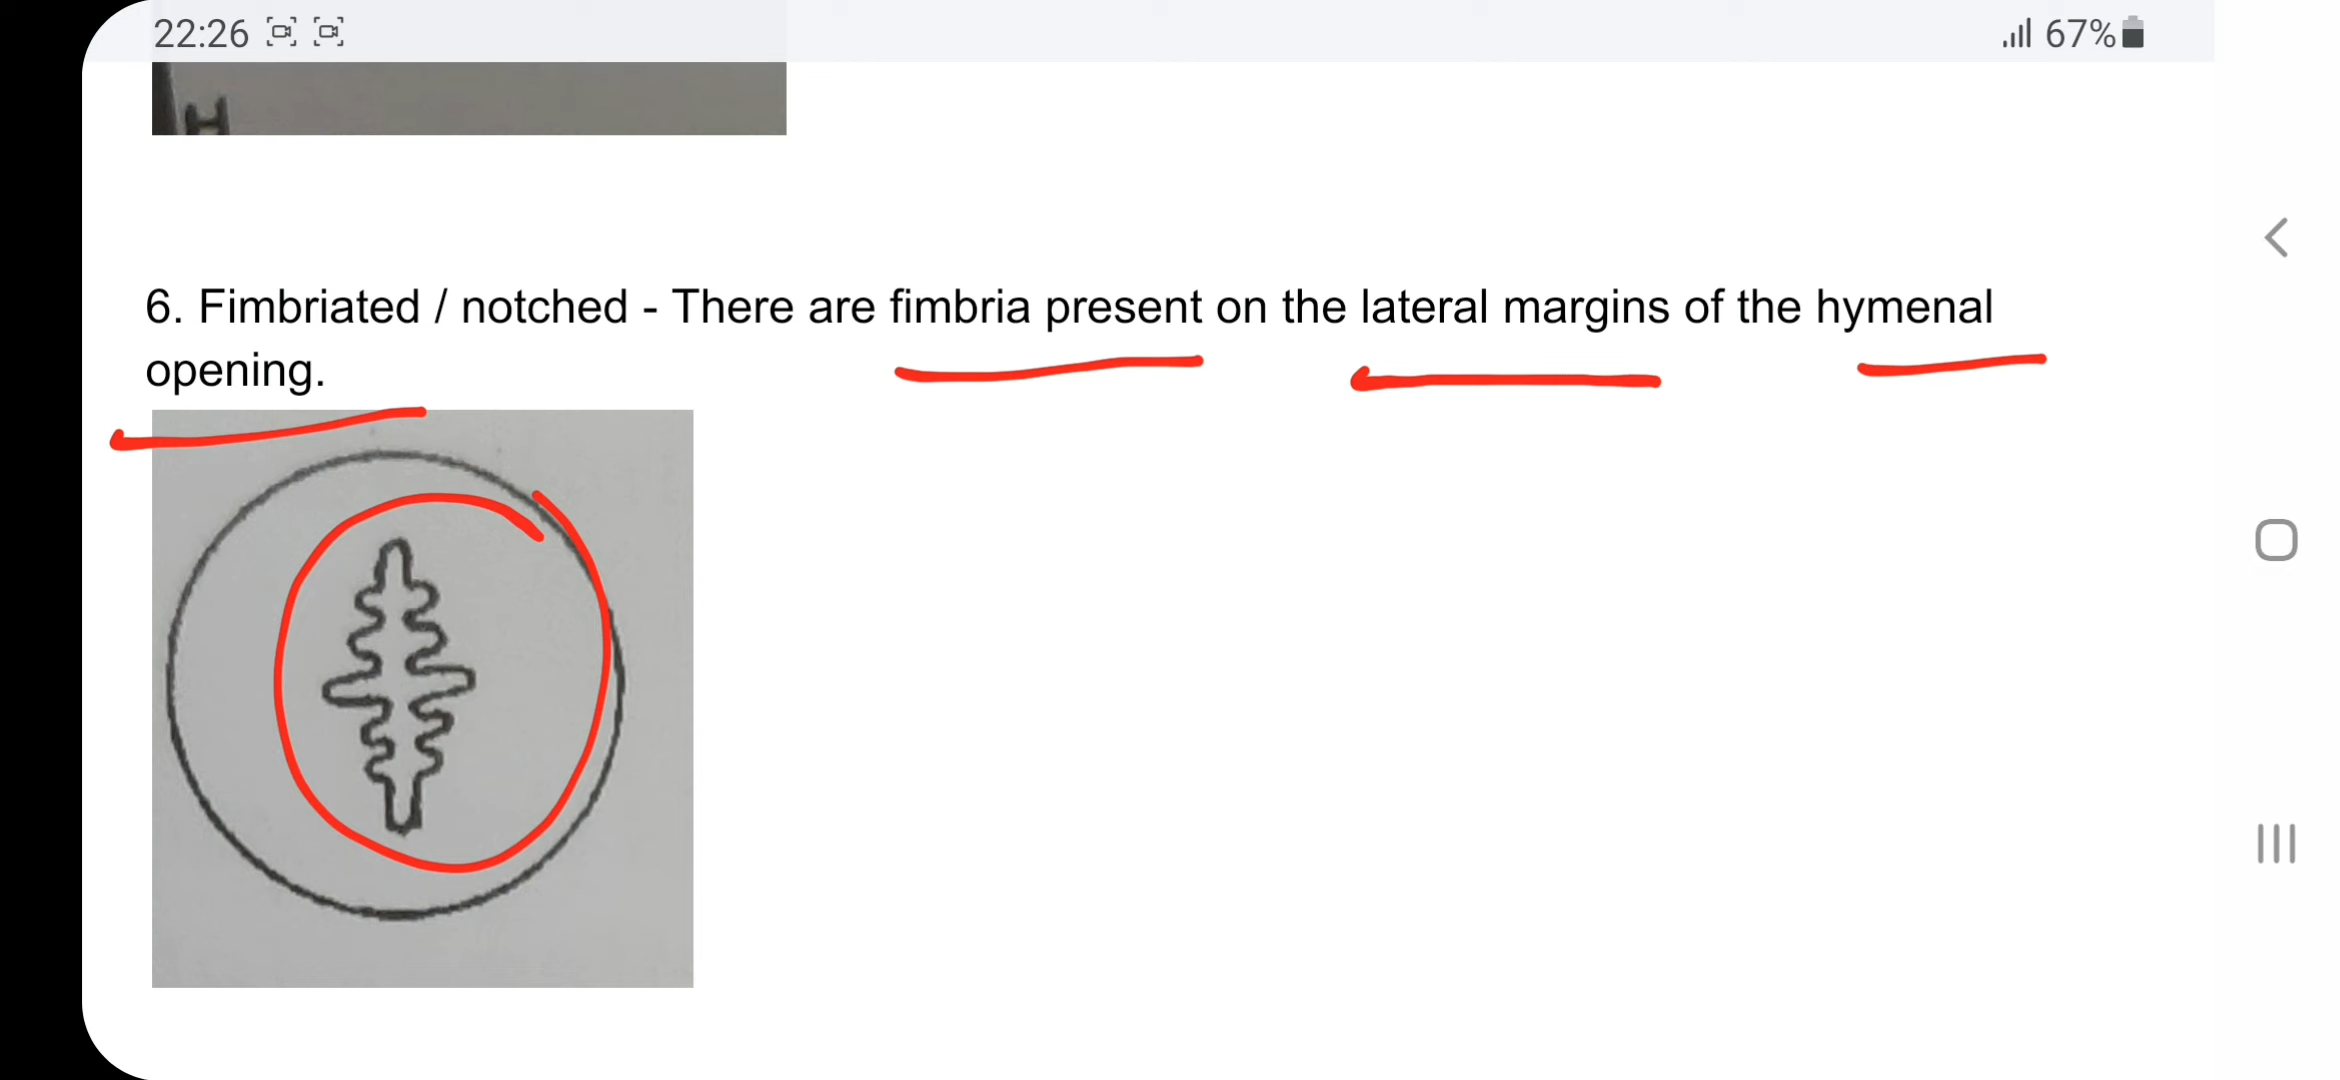 22:26 67%
H
6. Fimbriated / notched - There are fimbria present on the lateral margins of the hymenal
opening.